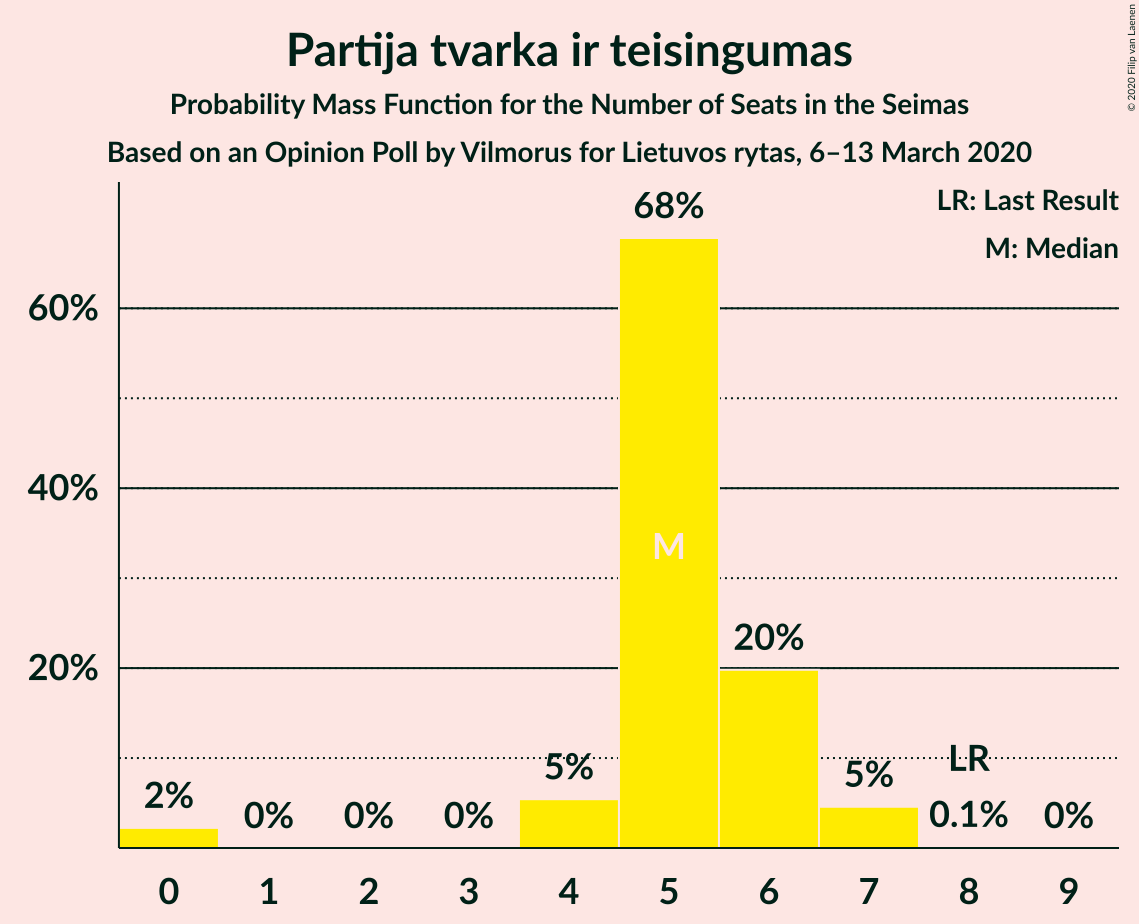 Partija tvarka ir teisingumas
Probability Mass Function for the Number of Seats in the Seimas
Based on an Opinion Poll by Vilmorus for Lietuvos rytas, 6–13 March 2020
© 2020 Filip van Laenen
LR: Last Result
M: Median
60%
40%
20%
2%
0%
0%
0%
5%
68%
M
20%
5%
LR
0.1%
0%
0 1 2 3 4 5 6 7 8 9